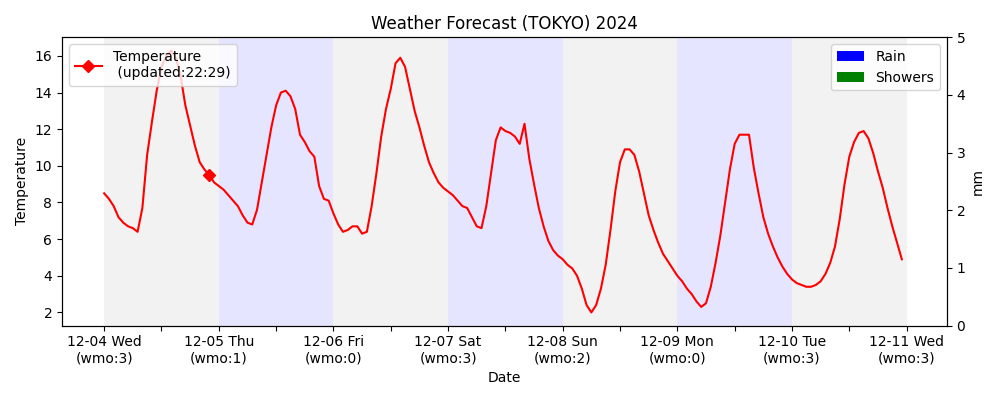 Weather Forecast (TOKYO) 2024
Temperature
(updated:22:29)
Rain
Showers
Temperature
16
14
12
10
8
6
4
2
5
4
3
2
1
0
mm
12-04 Wed 12-05 Thu 12-06 Fri 12-07 Sat 12-08 Sun 12-09 Mon 12-10 Tue 12-11 Wed
(wmo:3) (wmo:1) (wmo:0) (wmo:3) (wmo:2) (wmo:0) (wmo:3) (wmo:3)
Date